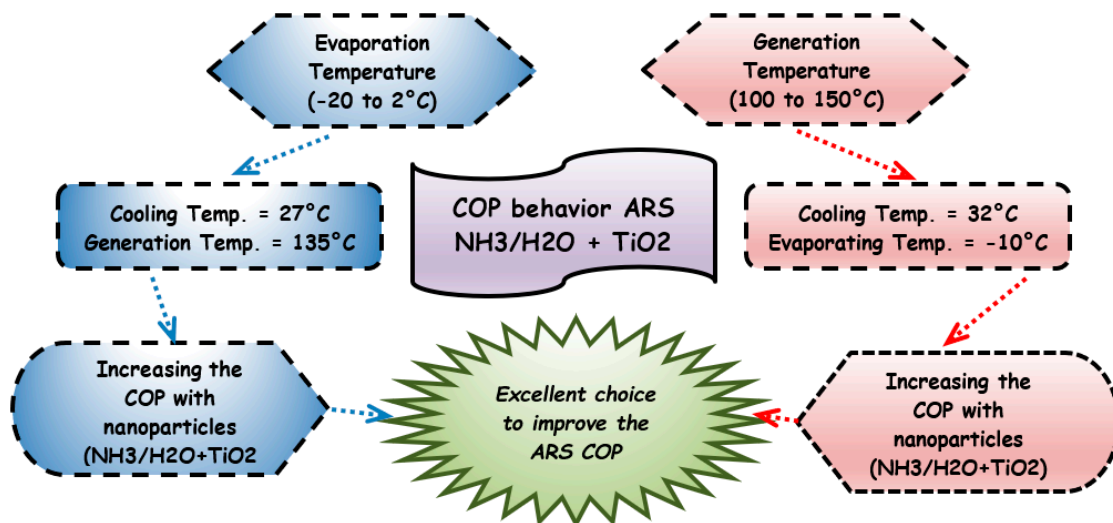 Evaporation
Temperature
(-20 to 2°C)
Generation
Temperature
(100 to 150°C)
Cooling Temp. = 27°C
Generation Temp. = 135°C
COP behavior ARS
NH3/H2O + TiO2
Cooling Temp. = 32°C
Evaporating Temp. = -10°C
Increasing the
COP with
nanoparticles
(NH3/H2O+TiO2
Excellent choice
to improve the
ARS COP
Increasing the
COP with
nanoparticles
(NH3/H2O+TiO2)